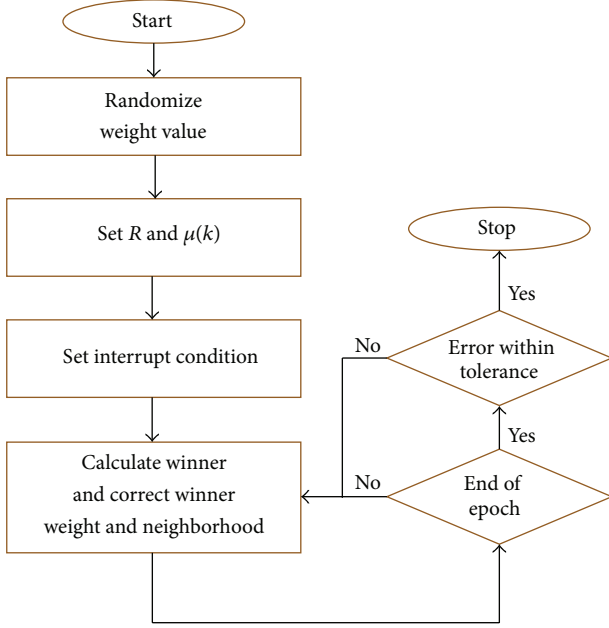 Start
Randomize
weight value
Set R and μ(k)
Set interrupt condition
Calculate winner
and correct winner
weight and neighborhood
Stop
Yes
No
Error within
tolerance
Yes
No
End of
epoch